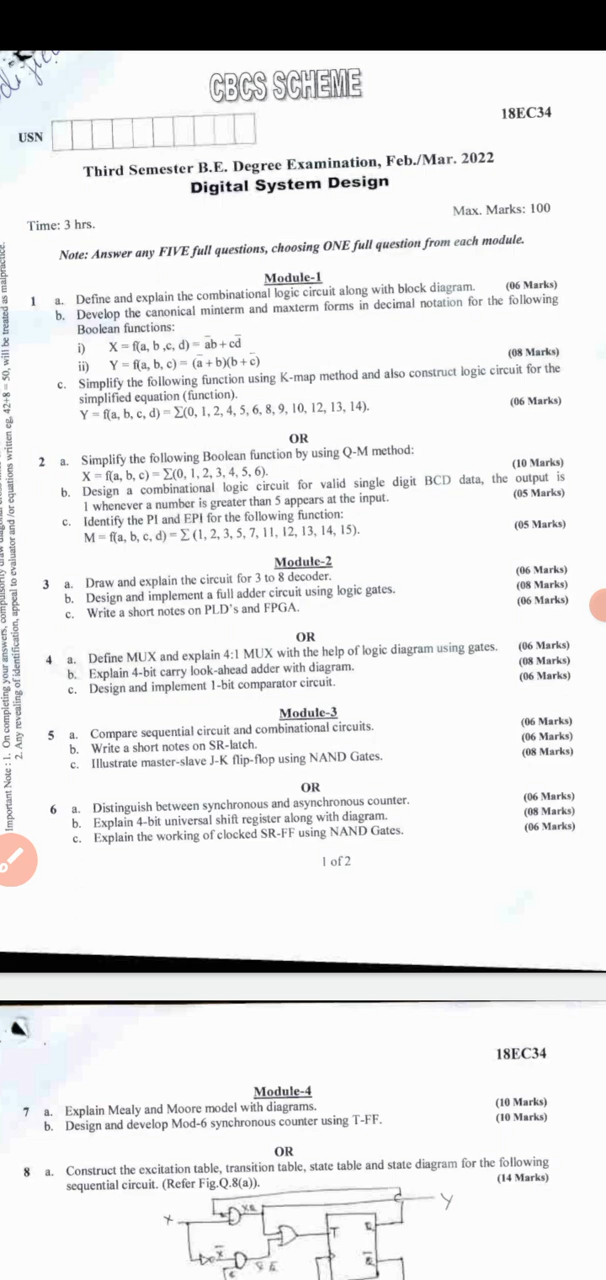 CBCS SCHEME
18EC34
USN
Third Semester B.E. Degree Examination, Feb./Mar. 2022
Digital System Design
Time: 3 hrs. Max. Marks: 100
Note: Answer any FIVE full questions, choosing ONE full question from each module.
Module-1
1 a. Define and explain the combinational logic circuit along with block diagram. (06 Marks)
b. Develop the canonical minterm and maxterm forms in decimal notation for the following
Boolean functions:
i) X = f(a, b ,c, d) = a̅b + cd̅
ii) Y = f(a, b, c) = (a̅ + b)(b + c̅) (08 Marks)
c. Simplify the following function using K-map method and also construct logic circuit for the
simplified equation (function).
Y = f(a, b, c, d) = Σ(0, 1, 2, 4, 5, 6, 8, 9, 10, 12, 13, 14). (06 Marks)
OR
2 a. Simplify the following Boolean function by using Q-M method:
X = f(a, b, c) = Σ(0, 1, 2, 3, 4, 5, 6). (10 Marks)
b. Design a combinational logic circuit for valid single digit BCD data, the output is
1 whenever a number is greater than 5 appears at the input. (05 Marks)
c. Identify the PI and EPI for the following function:
M = f(a, b, c, d) = Σ (1, 2, 3, 5, 7, 11, 12, 13, 14, 15). (05 Marks)
Module-2
3 a. Draw and explain the circuit for 3 to 8 decoder. (06 Marks)
b. Design and implement a full adder circuit using logic gates. (08 Marks)
c. Write a short notes on PLD's and FPGA. (06 Marks)
OR
4 a. Define MUX and explain 4:1 MUX with the help of logic diagram using gates. (06 Marks)
b. Explain 4-bit carry look-ahead adder with diagram. (08 Marks)
c. Design and implement 1-bit comparator circuit. (06 Marks)
Module-3
5 a. Compare sequential circuit and combinational circuits. (06 Marks)
b. Write a short notes on SR-latch. (06 Marks)
c. Illustrate master-slave J-K flip-flop using NAND Gates. (08 Marks)
OR
6 a. Distinguish between synchronous and asynchronous counter. (06 Marks)
b. Explain 4-bit universal shift register along with diagram. (08 Marks)
c. Explain the working of clocked SR-FF using NAND Gates. (06 Marks)
1 of 2
Important Note : 1. On completing your answers, compulsorily draw
2. Any revealing of identification, appeal to evaluator and /or equations written eg, 42+8 = 50, will be treated as malpractice.
18EC34
Module-4
7 a. Explain Mealy and Moore model with diagrams. (10 Marks)
b. Design and develop Mod-6 synchronous counter using T-FF. (10 Marks)
OR
8 a. Construct the excitation table, transition table, state table and state diagram for the following
sequential circuit. (Refer Fig.Q.8(a)). (14 Marks)
X
Y
T